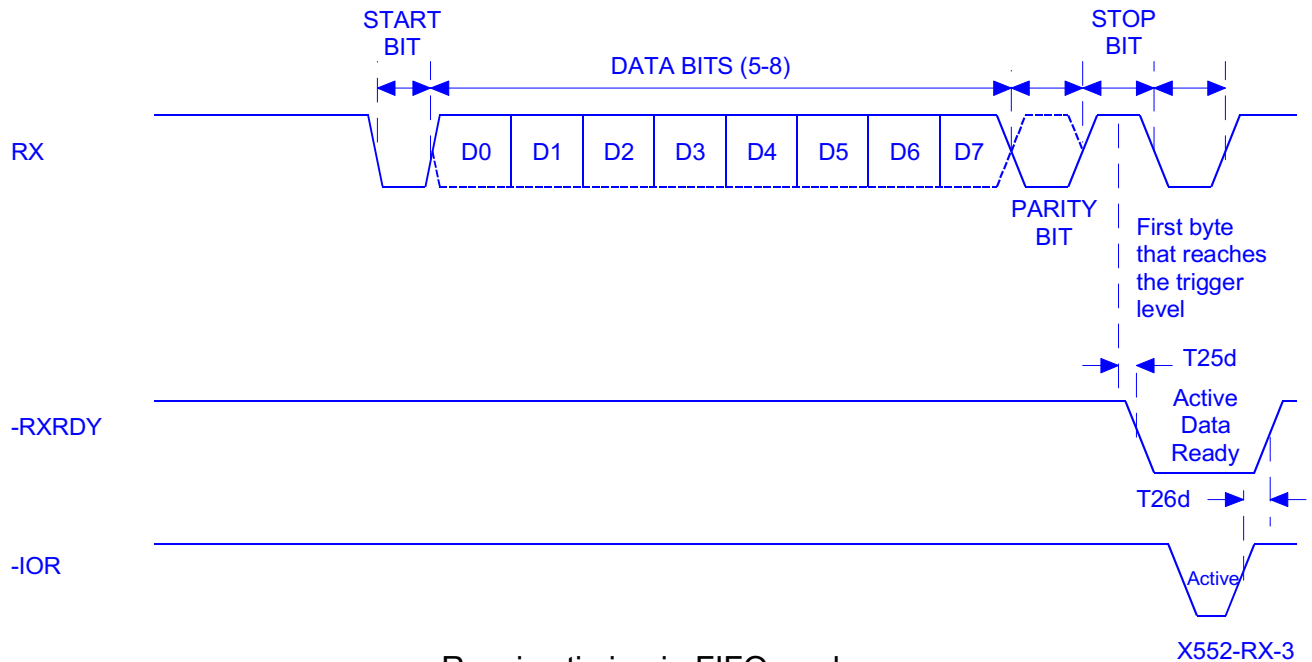 START
BIT
DATA BITS (5-8)
STOP
BIT
RX
D0 D1 D2 D3 D4 D5 D6 D7
PARITY
BIT
First byte
that reaches
the trigger
level
T25d
-RXRDY
Active
Data
Ready
T26d
-IOR
Active
X552-RX-3